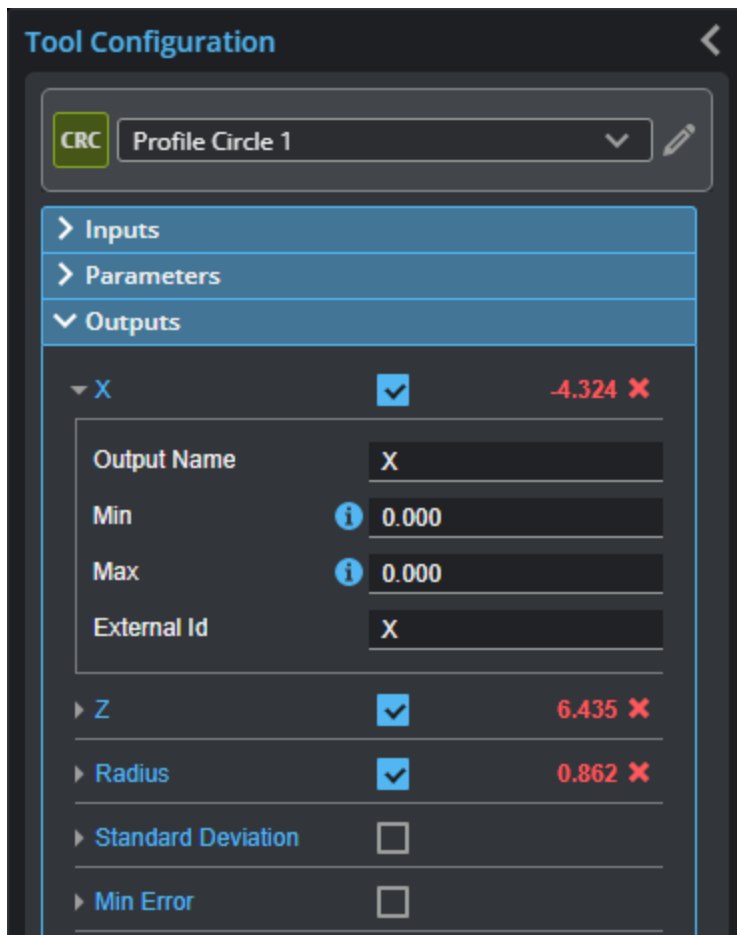 Tool Configuration
CRC Profile Circle 1
Inputs
Parameters
Outputs
X -4.324
Output Name X
Min 0.000
Max 0.000
External Id X
Z 6.435
Radius 0.862
Standard Deviation
Min Error